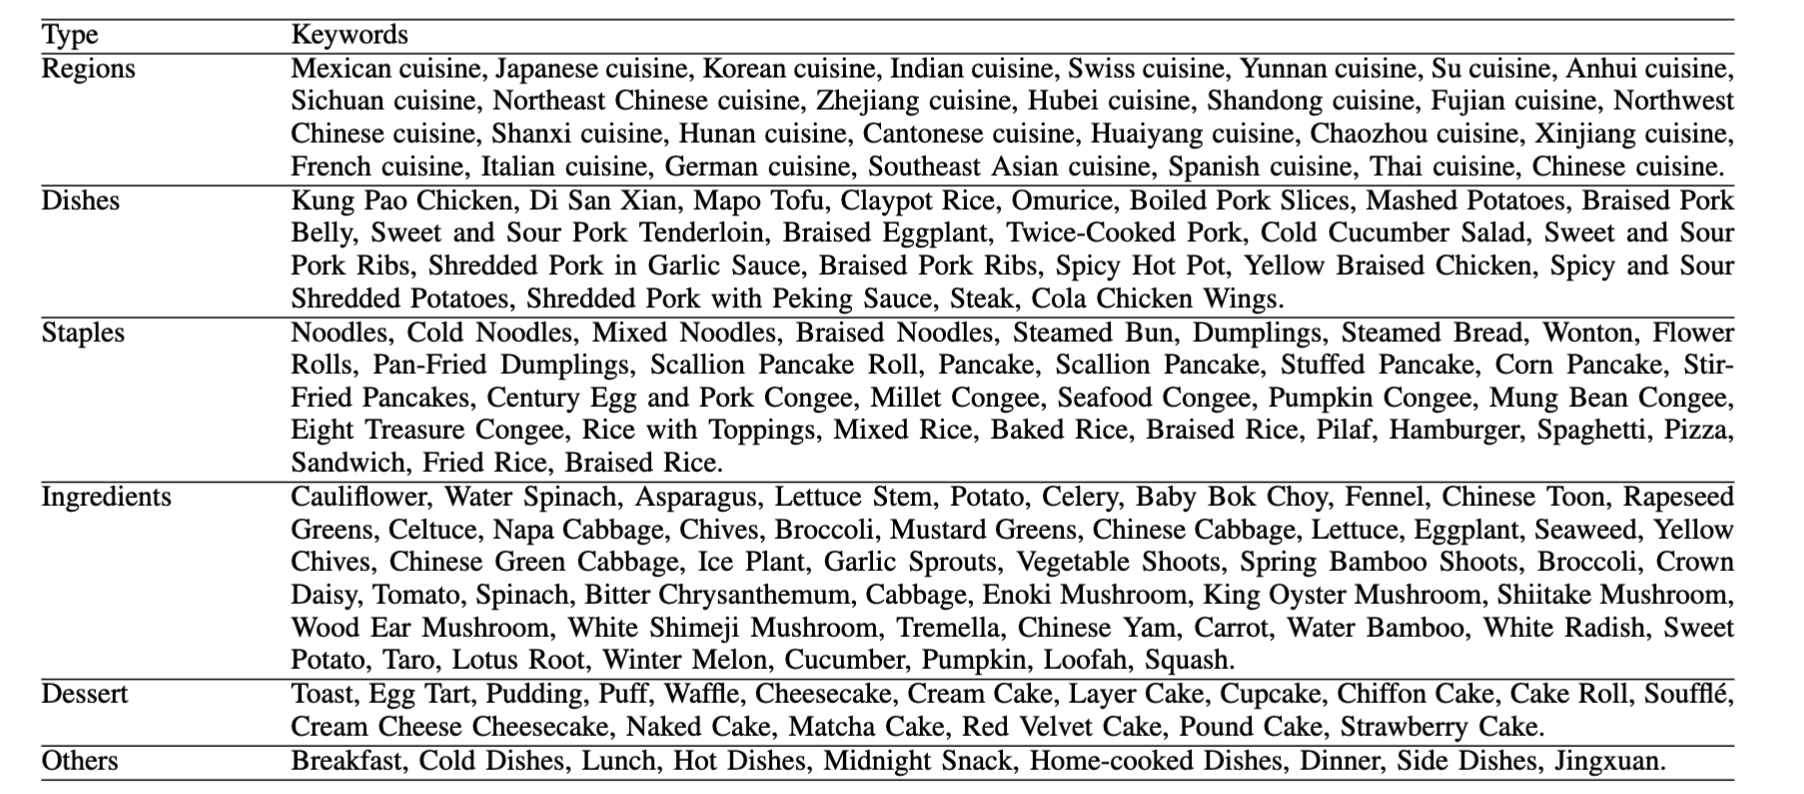 Type Keywords
Regions Mexican cuisine, Japanese cuisine, Korean cuisine, Indian cuisine, Swiss cuisine, Yunnan cuisine, Su cuisine, Anhui cuisine,
Sichuan cuisine, Northeast Chinese cuisine, Zhejiang cuisine, Hubei cuisine, Shandong cuisine, Fujian cuisine, Northwest
Chinese cuisine, Shanxi cuisine, Hunan cuisine, Cantonese cuisine, Huaiyang cuisine, Chaozhou cuisine, Xinjiang cuisine,
French cuisine, Italian cuisine, German cuisine, Southeast Asian cuisine, Spanish cuisine, Thai cuisine, Chinese cuisine.
Dishes Kung Pao Chicken, Di San Xian, Mapo Tofu, Claypot Rice, Omurice, Boiled Pork Slices, Mashed Potatoes, Braised Pork
Belly, Sweet and Sour Pork Tenderloin, Braised Eggplant, Twice-Cooked Pork, Cold Cucumber Salad, Sweet and Sour
Pork Ribs, Shredded Pork in Garlic Sauce, Braised Pork Ribs, Spicy Hot Pot, Yellow Braised Chicken, Spicy and Sour
Shredded Potatoes, Shredded Pork with Peking Sauce, Steak, Cola Chicken Wings.
Staples Noodles, Cold Noodles, Mixed Noodles, Braised Noodles, Steamed Bun, Dumplings, Steamed Bread, Wonton, Flower
Rolls, Pan-Fried Dumplings, Scallion Pancake Roll, Pancake, Scallion Pancake, Stuffed Pancake, Corn Pancake, Stir-
Fried Pancakes, Century Egg and Pork Congee, Millet Congee, Seafood Congee, Pumpkin Congee, Mung Bean Congee,
Eight Treasure Congee, Rice with Toppings, Mixed Rice, Baked Rice, Braised Rice, Pilaf, Hamburger, Spaghetti, Pizza,
Sandwich, Fried Rice, Braised Rice.
Ingredients Cauliflower, Water Spinach, Asparagus, Lettuce Stem, Potato, Celery, Baby Bok Choy, Fennel, Chinese Toon, Rapeseed
Greens, Celtuce, Napa Cabbage, Chives, Broccoli, Mustard Greens, Chinese Cabbage, Lettuce, Eggplant, Seaweed, Yellow
Chives, Chinese Green Cabbage, Ice Plant, Garlic Sprouts, Vegetable Shoots, Spring Bamboo Shoots, Broccoli, Crown
Daisy, Tomato, Spinach, Bitter Chrysanthemum, Cabbage, Enoki Mushroom, King Oyster Mushroom, Shiitake Mushroom,
Wood Ear Mushroom, White Shimeji Mushroom, Tremella, Chinese Yam, Carrot, Water Bamboo, White Radish, Sweet
Potato, Taro, Lotus Root, Winter Melon, Cucumber, Pumpkin, Loofah, Squash.
Dessert Toast, Egg Tart, Pudding, Puff, Waffle, Cheesecake, Cream Cake, Layer Cake, Cupcake, Chiffon Cake, Cake Roll, Soufflé,
Cream Cheese Cheesecake, Naked Cake, Matcha Cake, Red Velvet Cake, Pound Cake, Strawberry Cake.
Others Breakfast, Cold Dishes, Lunch, Hot Dishes, Midnight Snack, Home-cooked Dishes, Dinner, Side Dishes, Jingxuan.